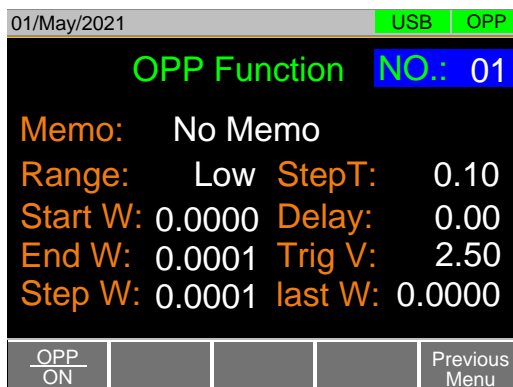 01/May/2021 USB OPP
OPP Function NO.: 01
Memo: No Memo
Range: Low StepT: 0.10
Start W: 0.0000 Delay: 0.00
End W: 0.0001 Trig V: 2.50
Step W: 0.0001 last W: 0.0000
OPP
ON
Previous
Menu